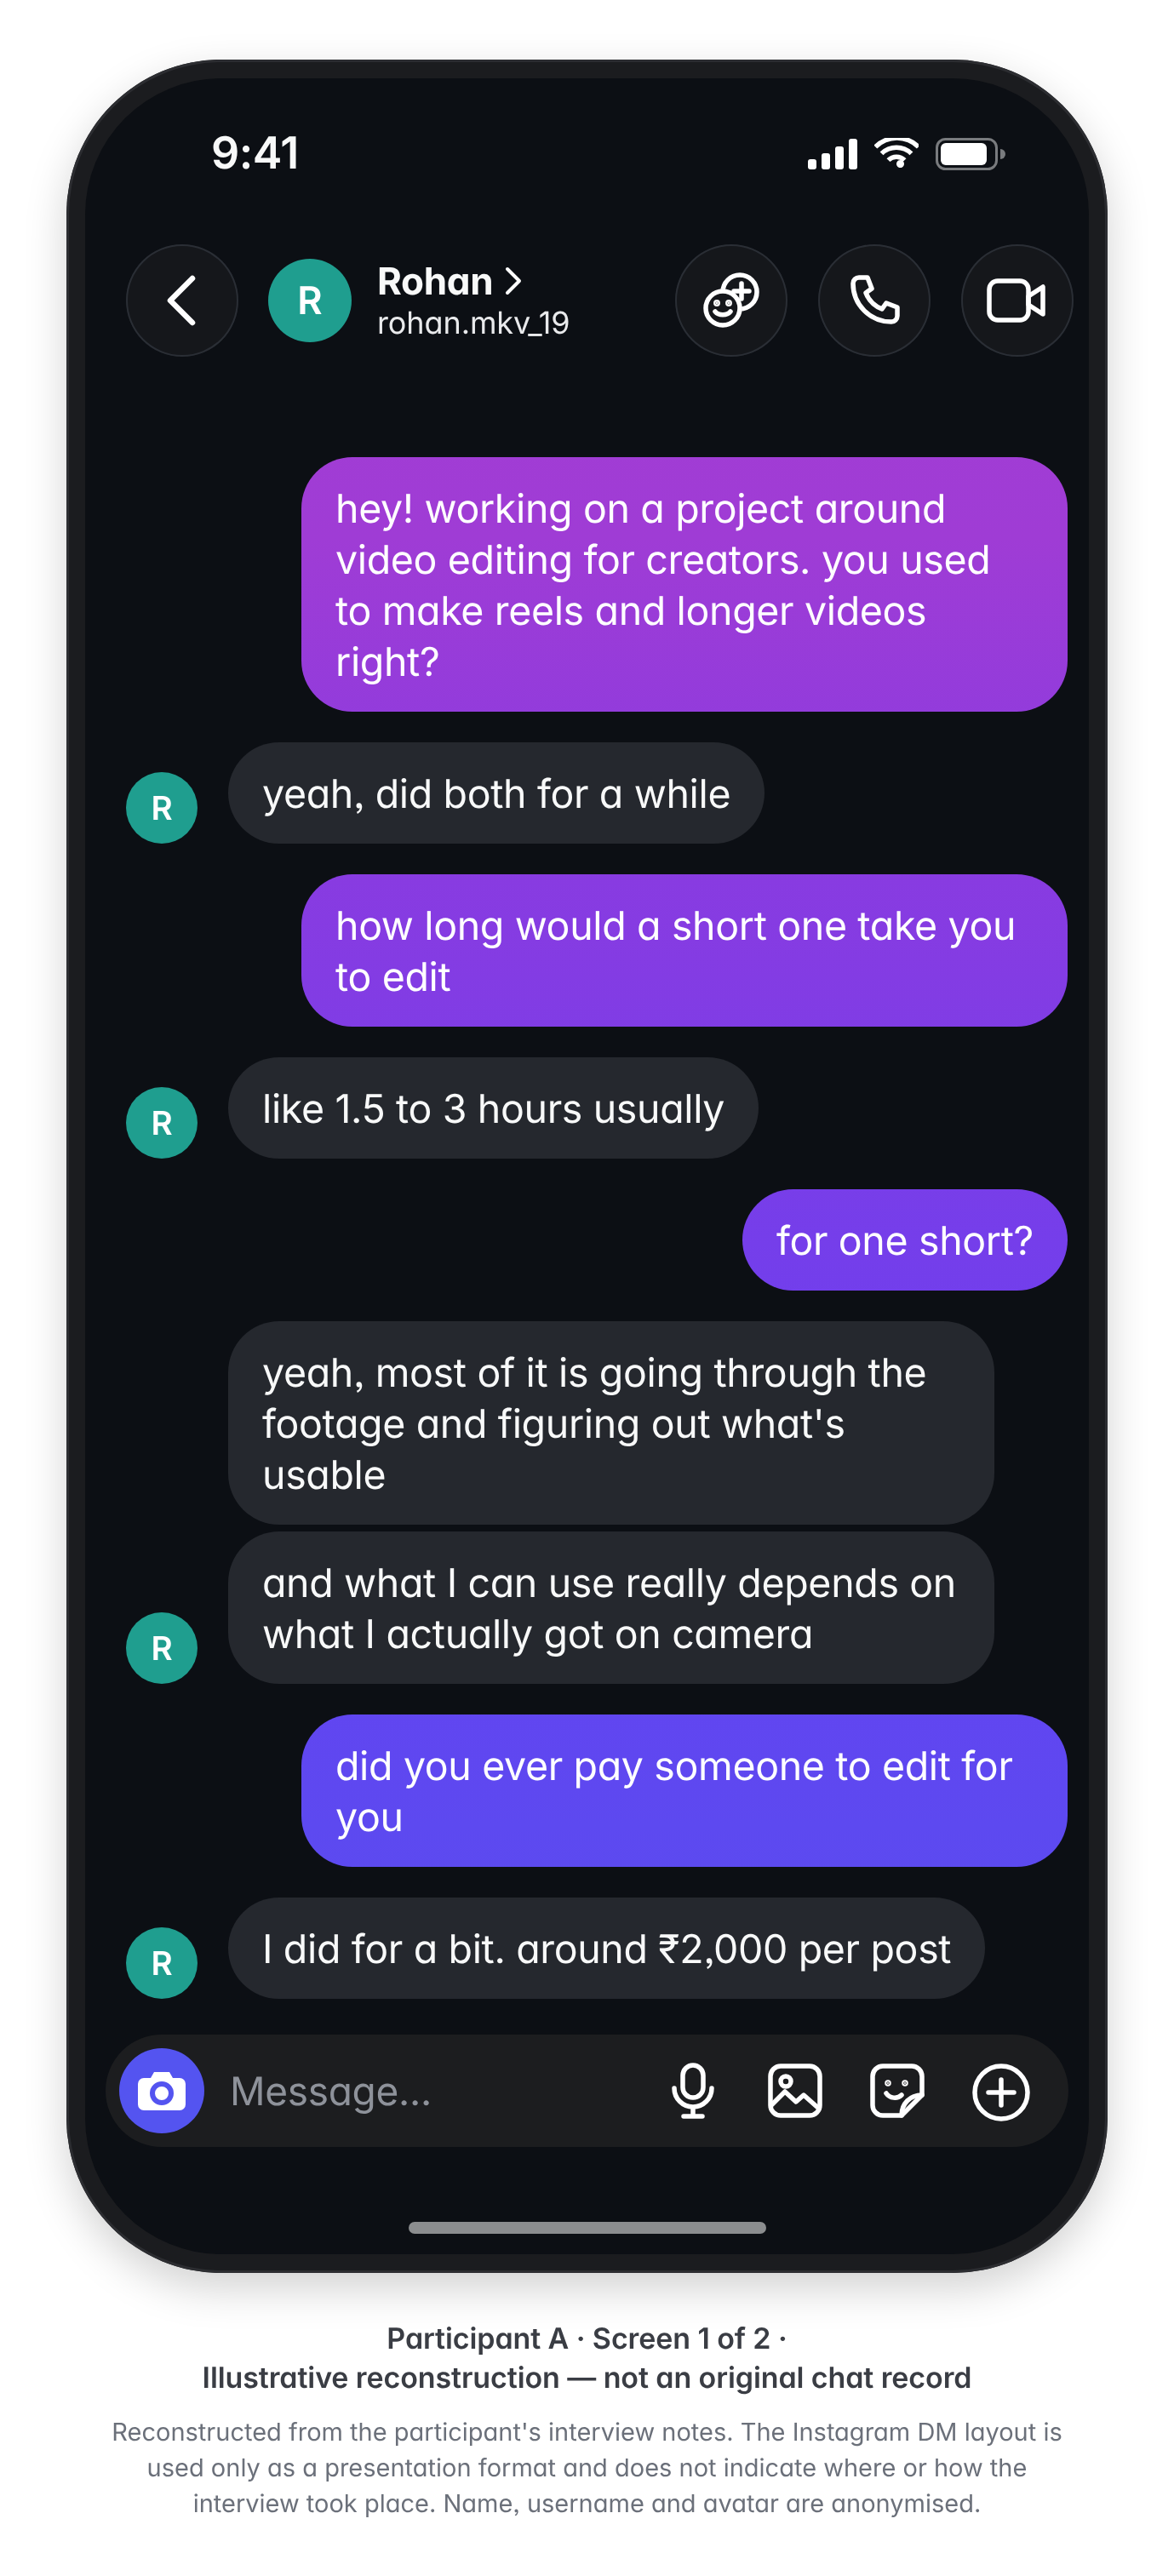 9:41
R
Rohan
rohan.mkv_19
hey! working on a project around
video editing for creators. you used
to make reels and longer videos
right?
R
yeah, did both for a while
how long would a short one take you
to edit
R
like 1.5 to 3 hours usually
for one short?
yeah, most of it is going through the
footage and figuring out what's
usable
and what I can use really depends on
what I actually got on camera
R
did you ever pay someone to edit for
you
R
I did for a bit. around ₹2,000 per post
Message...
Participant A · Screen 1 of 2 ·
Illustrative reconstruction — not an original chat record
Reconstructed from the participant's interview notes. The Instagram DM layout is
used only as a presentation format and does not indicate where or how the
interview took place. Name, username and avatar are anonymised.